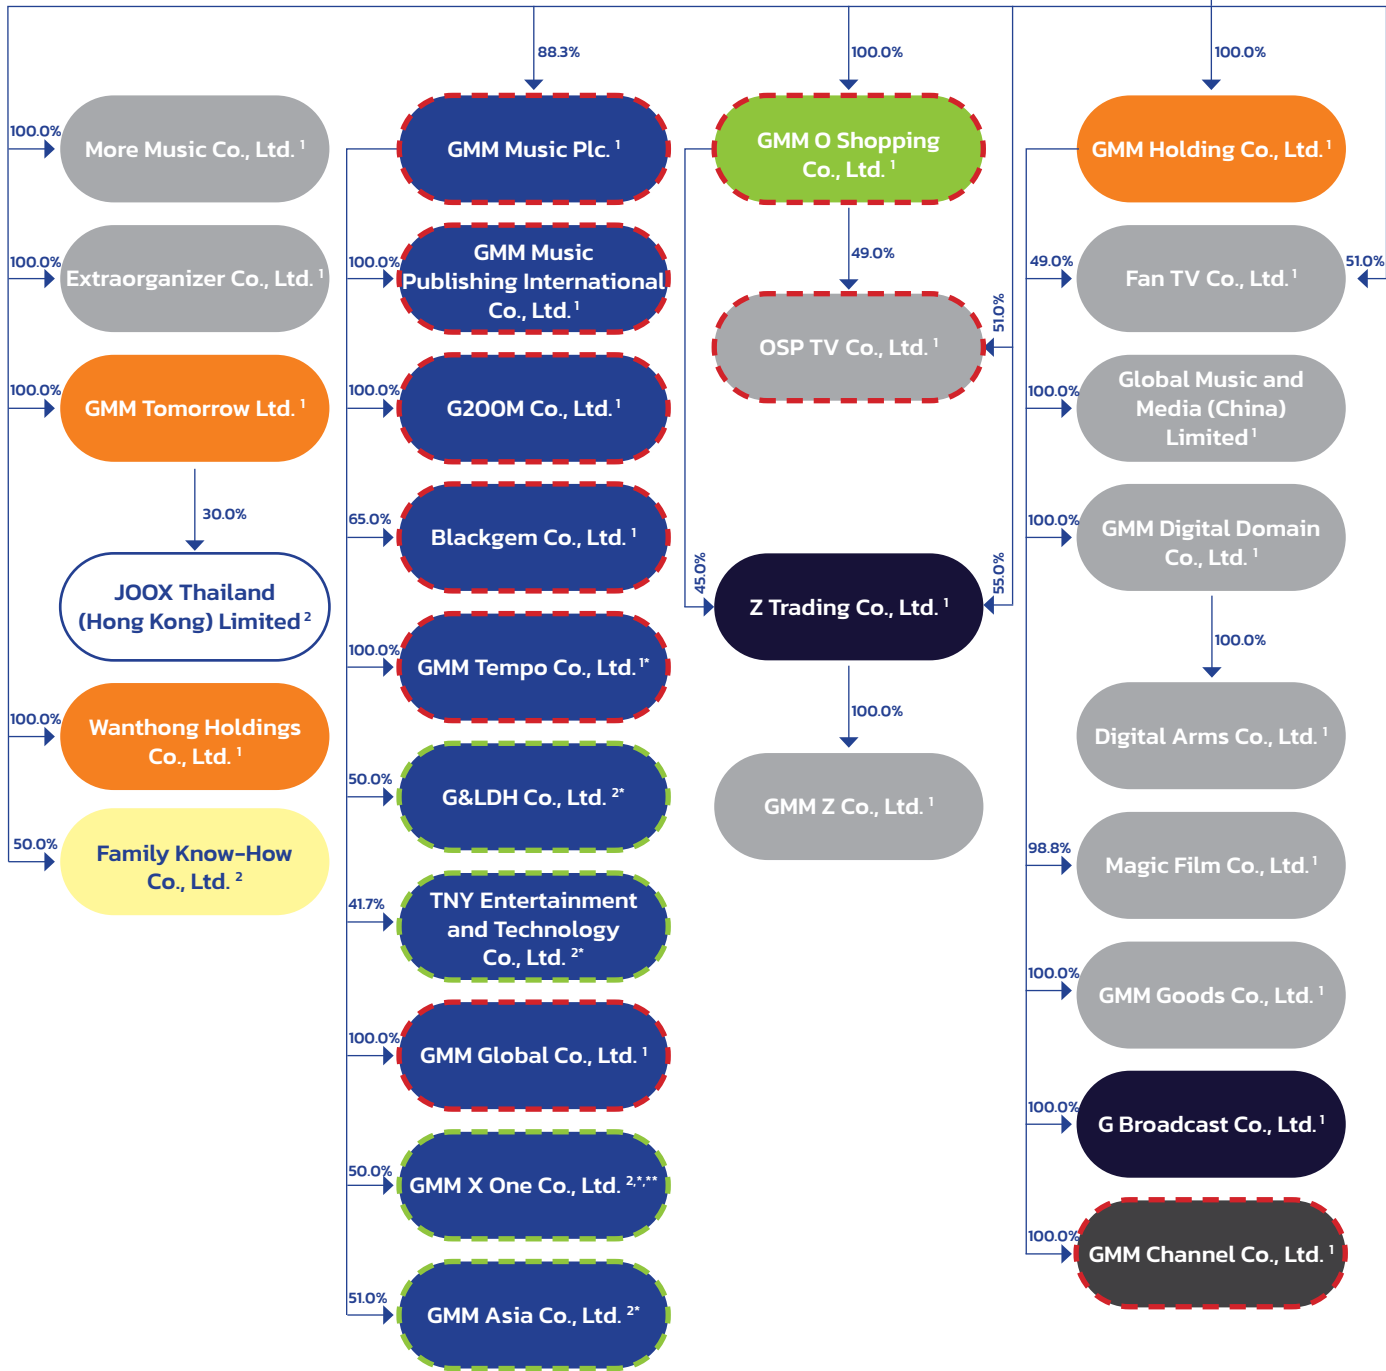 88.3%
100.0%
100.0%
100.0%
More Music Co., Ltd. 1
100.0%
Extraorganizer Co., Ltd. 1
100.0%
GMM Tomorrow Ltd. 1
30.0%
JOOX Thailand
(Hong Kong) Limited 2
100.0%
Wanthong Holdings
Co., Ltd. 1
50.0%
Family Know-How
Co., Ltd. 2
GMM Music Plc. 1
100.0%
GMM Music
Publishing International
Co., Ltd. 1
100.0%
G200M Co., Ltd. 1
65.0%
Blackgem Co., Ltd. 1
100.0%
GMM Tempo Co., Ltd. 1*
50.0%
G&LDH Co., Ltd. 2*
41.7%
TNY Entertainment
and Technology
Co., Ltd. 2*
100.0%
GMM Global Co., Ltd. 1
50.0%
GMM X One Co., Ltd. 2,*,**
51.0%
GMM Asia Co., Ltd. 2*
GMM O Shopping
Co., Ltd. 1
49.0%
51.0%
OSP TV Co., Ltd. 1
45.0%
55.0%
Z Trading Co., Ltd. 1
100.0%
GMM Z Co., Ltd. 1
GMM Holding Co., Ltd. 1
49.0%
51.0%
Fan TV Co., Ltd. 1
100.0%
Global Music and
Media (China)
Limited 1
100.0%
GMM Digital Domain
Co., Ltd. 1
100.0%
Digital Arms Co., Ltd. 1
98.8%
Magic Film Co., Ltd. 1
100.0%
GMM Goods Co., Ltd. 1
100.0%
G Broadcast Co., Ltd. 1
100.0%
GMM Channel Co., Ltd. 1